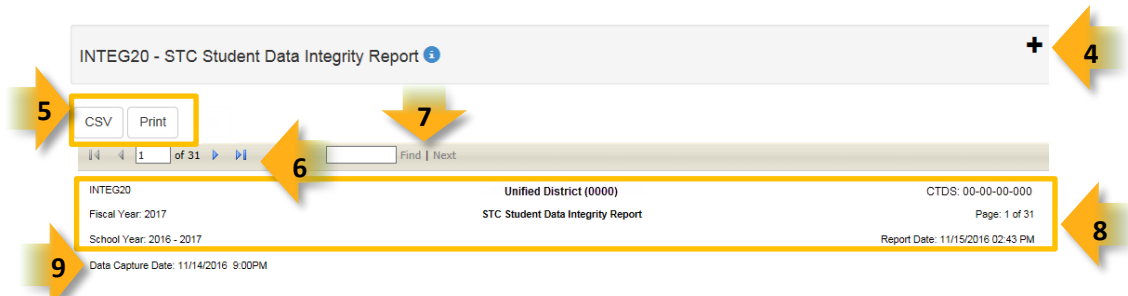 INTEG20 - STC Student Data Integrity Report i
+
4
5
CSV Print
7
1 of 31
6
Find | Next
INTEG20 Unified District (0000) CTDS: 00-00-00-000
Fiscal Year: 2017 STC Student Data Integrity Report Page: 1 of 31
8
School Year: 2016 - 2017 Report Date: 11/15/2016 02:43 PM
9
Data Capture Date: 11/14/2016 9:00PM